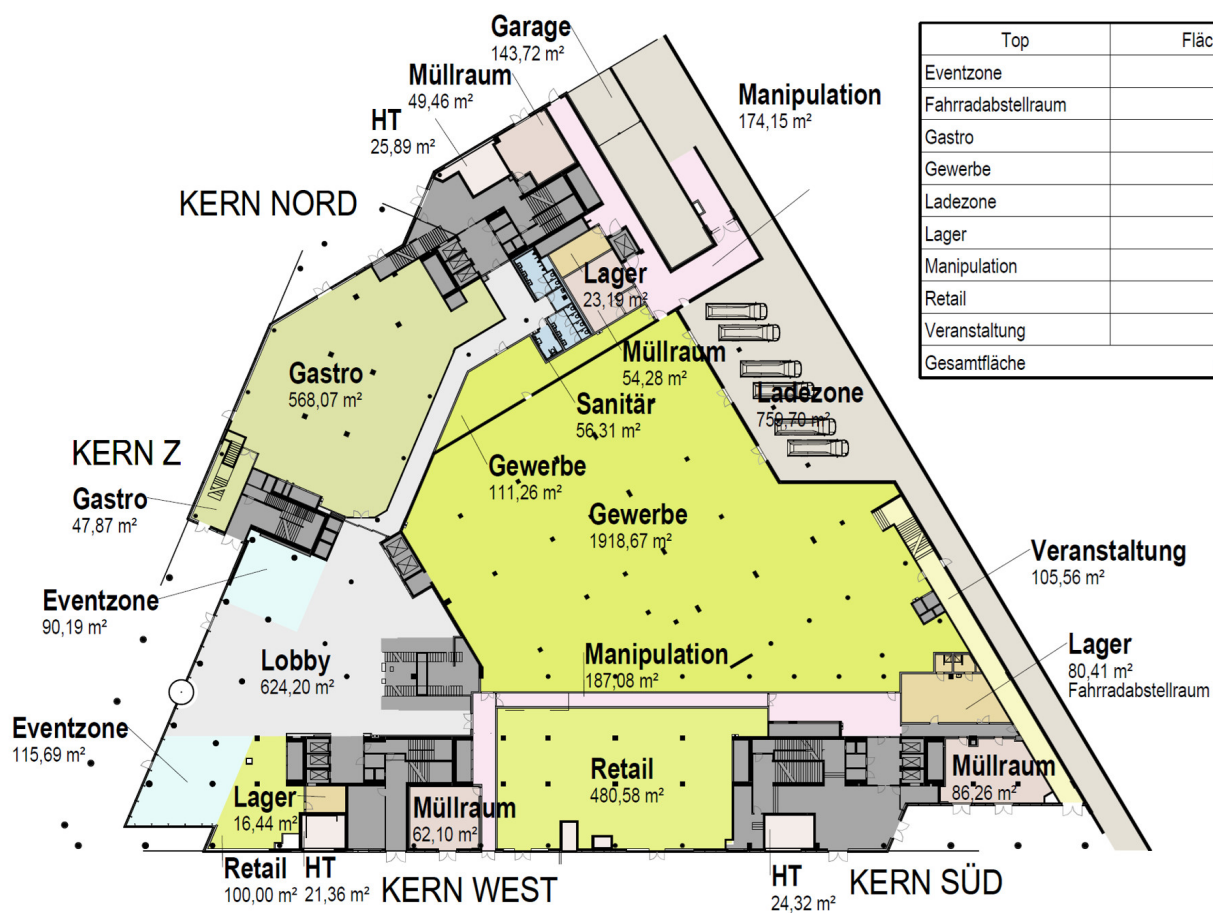 Garage
143,72 m²
Müllraum
49,46 m²
HT
25,89 m²
Manipulation
174,15 m²
KERN NORD
Lager
23,19 m²
Müllraum
54,28 m²
Gastro
568,07 m²
Sanitär
56,31 m²
Ladezone
759,70 m²
KERN Z
Gastro
47,87 m²
Gewerbe
111,26 m²
Gewerbe
1918,67 m²
Veranstaltung
105,56 m²
Eventzone
90,19 m²
Lobby
624,20 m²
Manipulation
187,08 m²
Lager
80,41 m²
Fahrradabstellraum
Eventzone
115,69 m²
Retail
480,58 m²
Müllraum
86,26 m²
Lager
16,44 m²
Müllraum
62,10 m²
Retail
100,00 m²
HT
21,36 m²
KERN WEST
HT
24,32 m²
KERN SÜD
Top Fläc
Eventzone
Fahrradabstellraum
Gastro
Gewerbe
Ladezone
Lager
Manipulation
Retail
Veranstaltung
Gesamtfläche